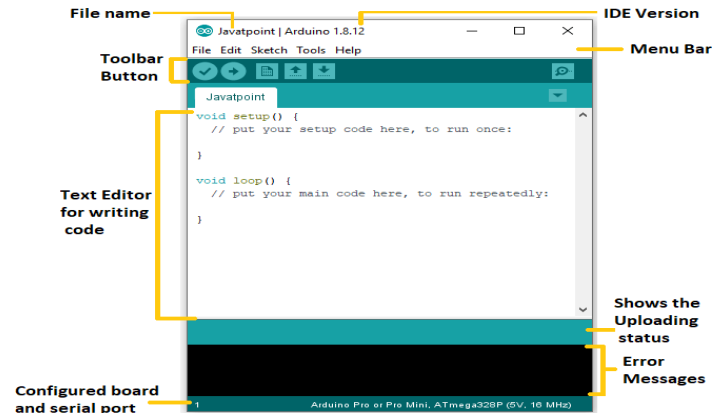 File name
IDE Version
Javatpoint | Arduino 1.8.12
File Edit Sketch Tools Help
Menu Bar
Toolbar
Button
Javatpoint
void setup() {
// put your setup code here, to run once:
}
void loop() {
// put your main code here, to run repeatedly:
}
Text Editor
for writing
code
Shows the
Uploading
status
Error
Messages
Configured board
and serial port
1
Arduino Pro or Pro Mini, ATmega328P (5V, 16 MHz)